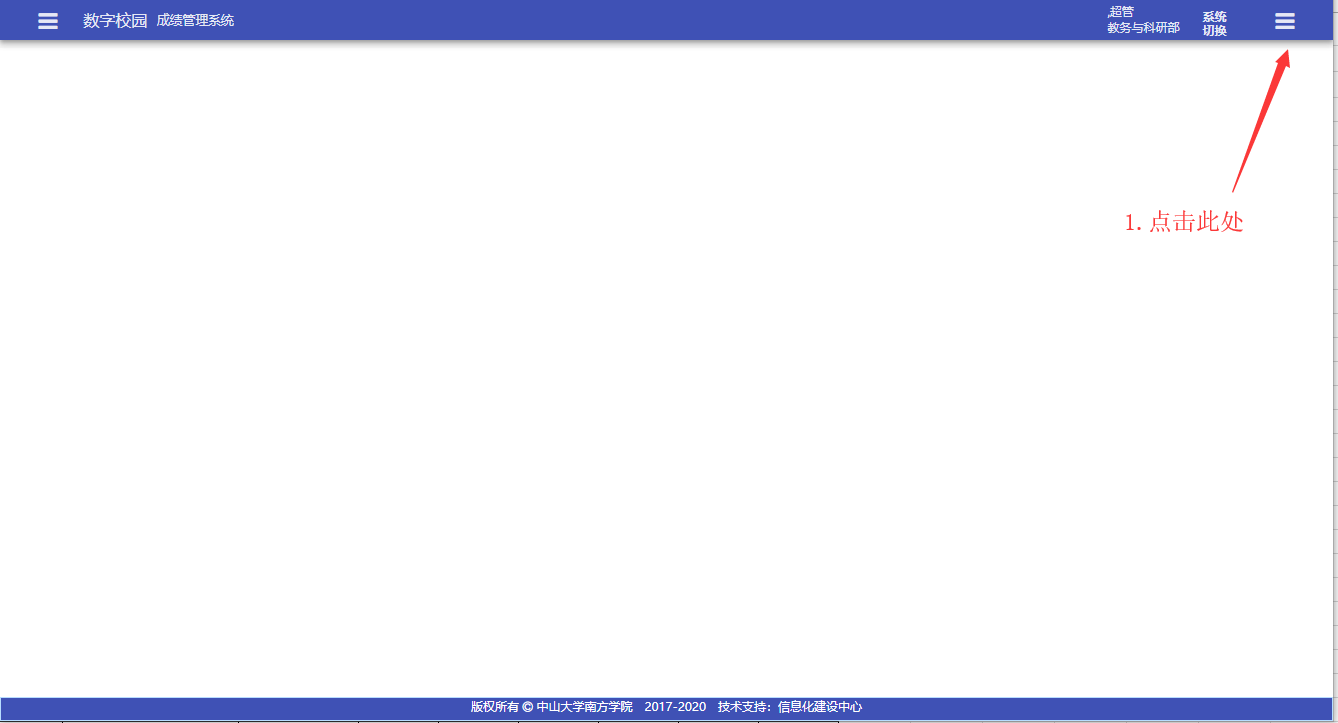 数字校园 成绩管理系统
,超管
教务与科研部
系统
切换
1.点击此处
版权所有 © 中山大学南方学院 2017-2020 技术支持：信息化建设中心